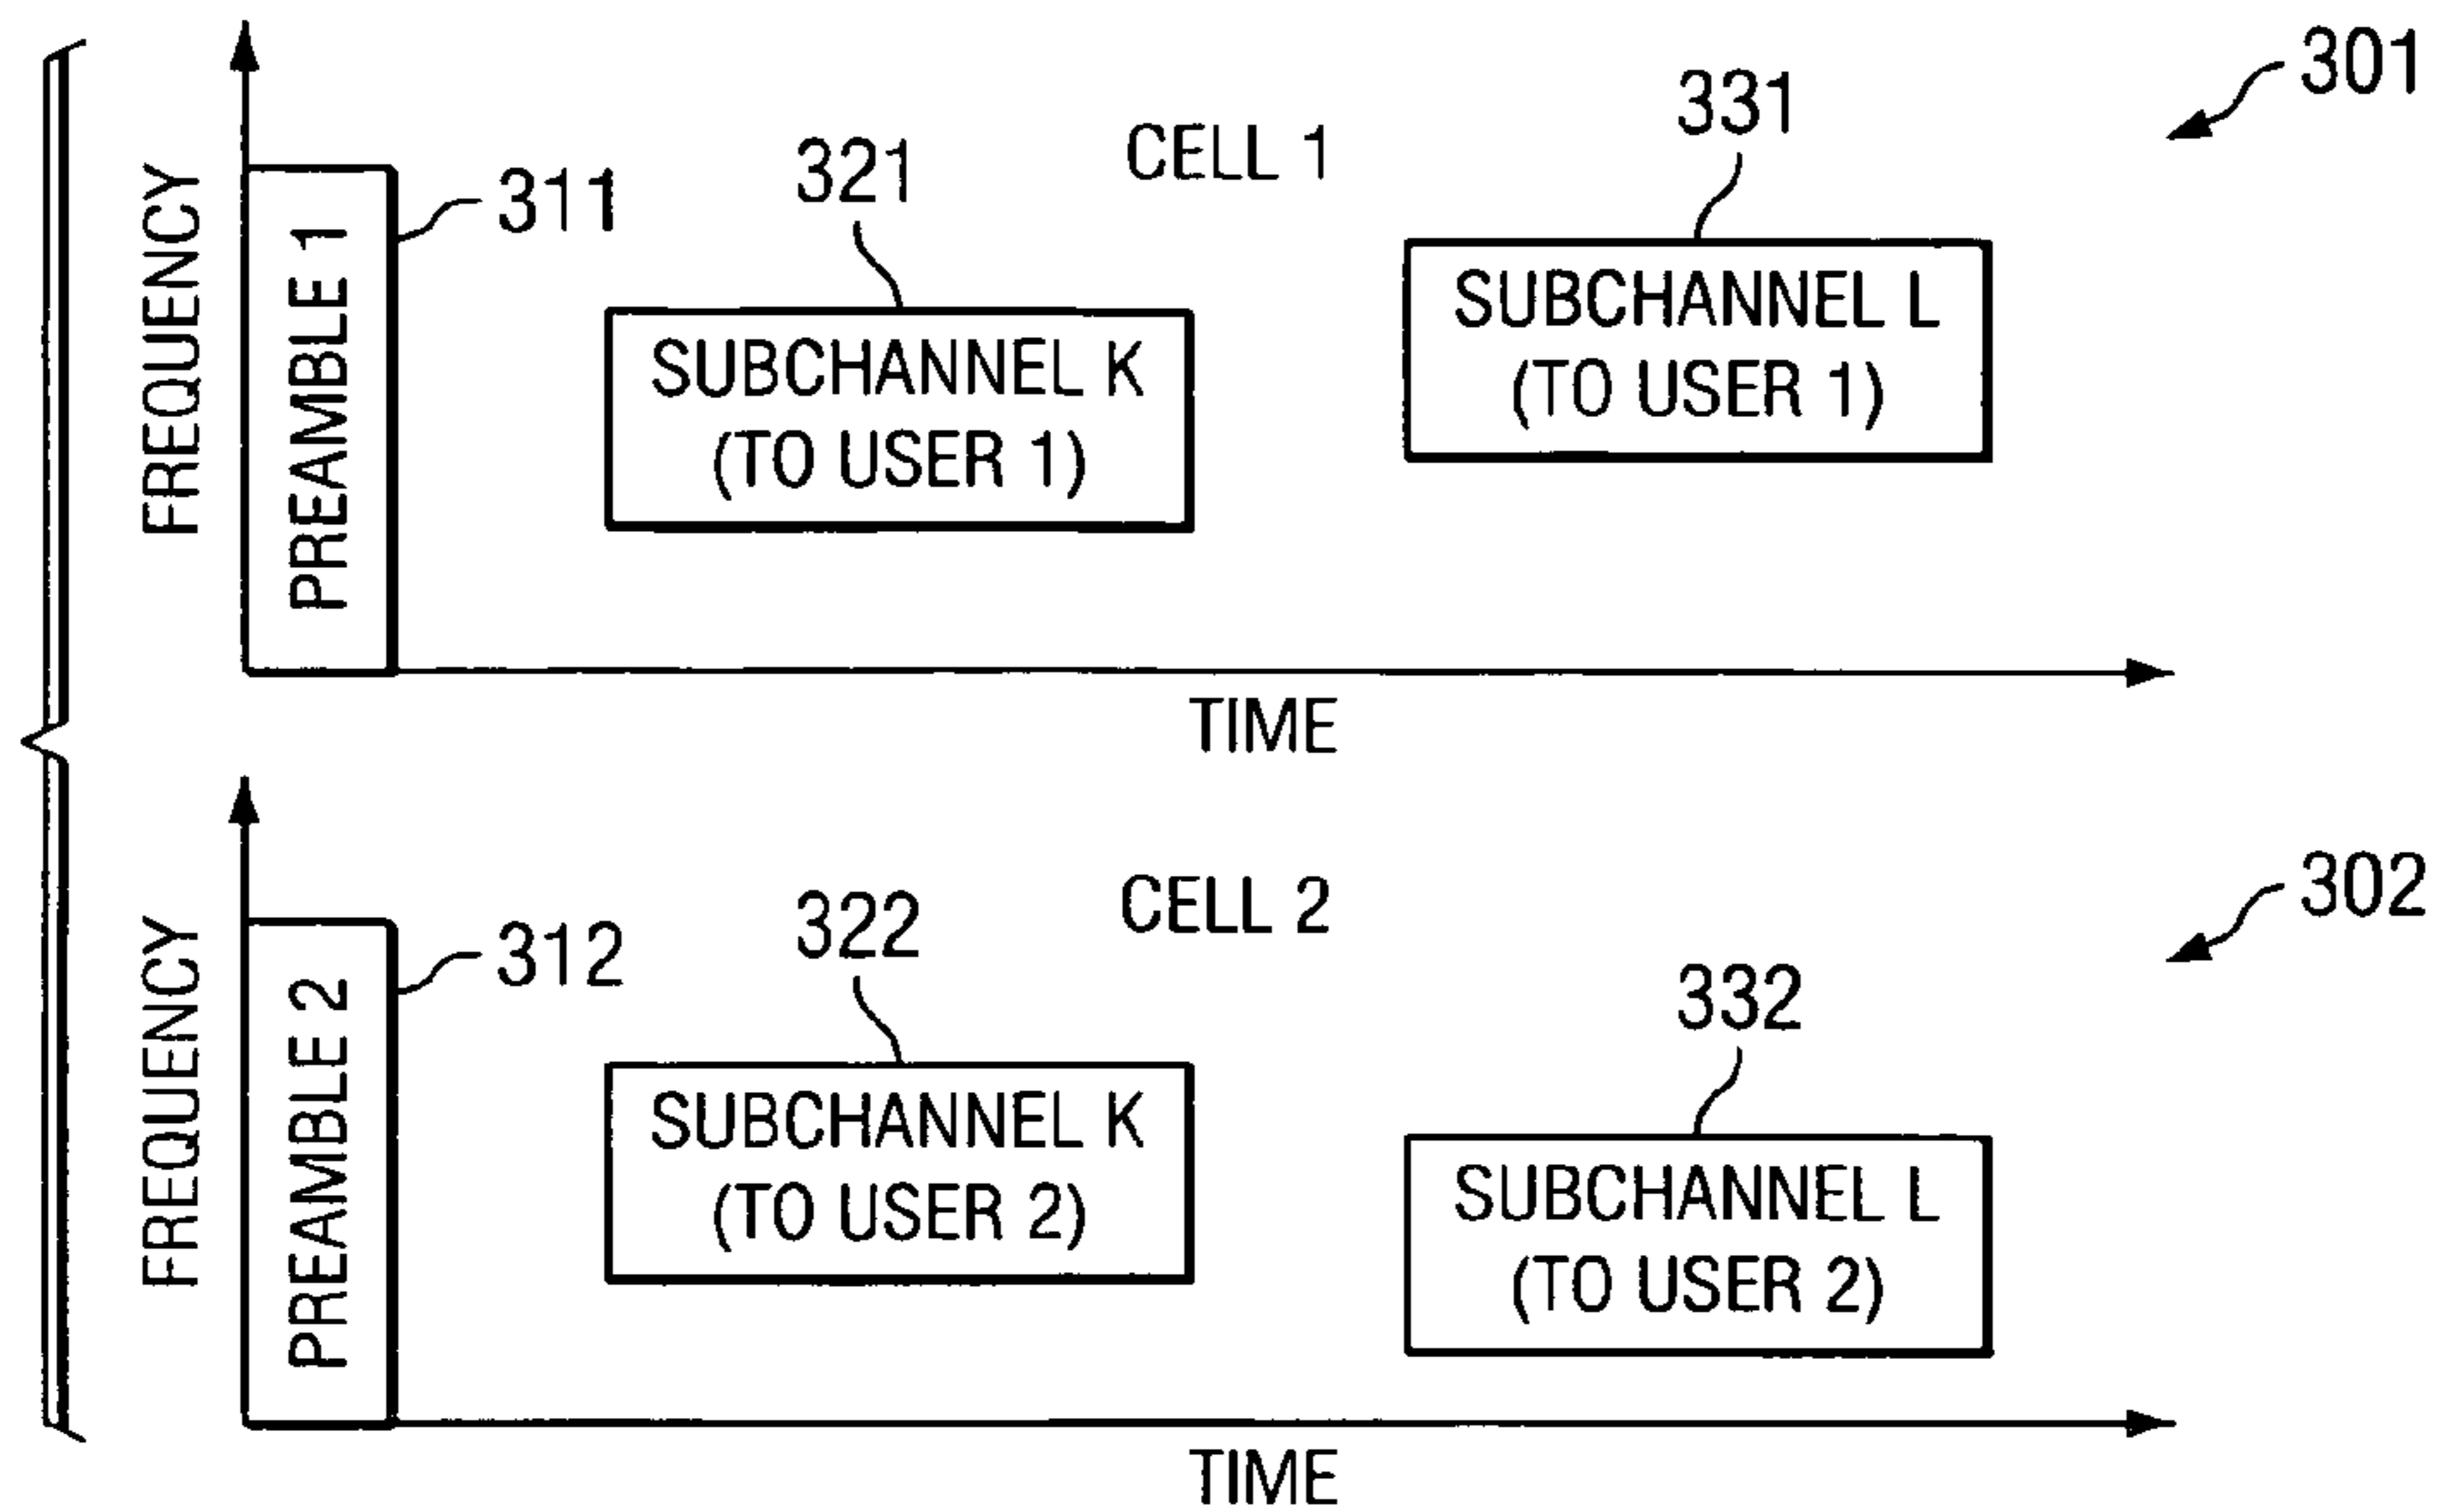 301
331
CELL 1
321
311
FREQUENCY
PREAMBLE 1
SUBCHANNEL K
(TO USER 1)
SUBCHANNEL L
(TO USER 1)
TIME
302
CELL 2
322
312
332
FREQUENCY
PREAMBLE 2
SUBCHANNEL K
(TO USER 2)
SUBCHANNEL L
(TO USER 2)
TIME